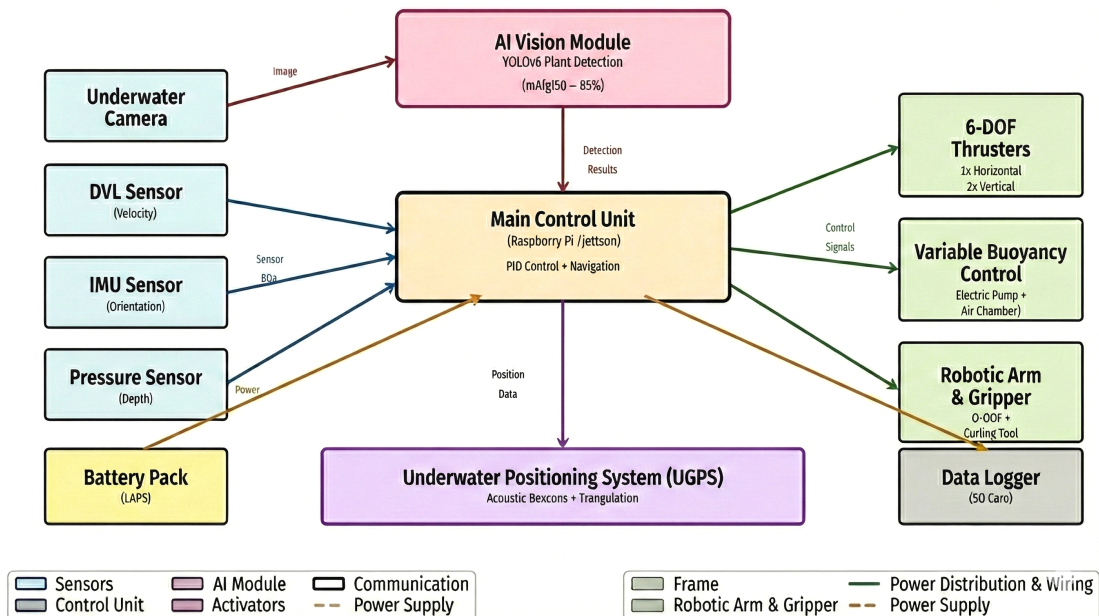 AI Vision Module
YOLOv6 Plant Detection
(mAfg!50 – 85%)
Image
Underwater
Camera
Detection
Results
DVL Sensor
(Velocity)
Main Control Unit
(Raspberry Pi /jettson)
PID Control + Navigation
Sensor
BOa
IMU Sensor
(Orientation)
Pressure Sensor
(Depth)
Power
Position
Data
Battery Pack
(LAPS)
Underwater Positioning System (UGPS)
Acoustic Bexcons + Trangulation
6-DOF
Thrusters
1x Horizontal
2x Vertical
Control
Signals
Variable Buoyancy
Control
Electric Pump +
Air Chamber)
Robotic Arm
& Gripper
O-OOF +
Curling Tool
Data Logger
(50 Caro)
Sensors
AI Module
Communication
Control Unit
Activators
Power Supply
Frame
Power Distribution & Wiring
Robotic Arm & Gripper
Power Supply